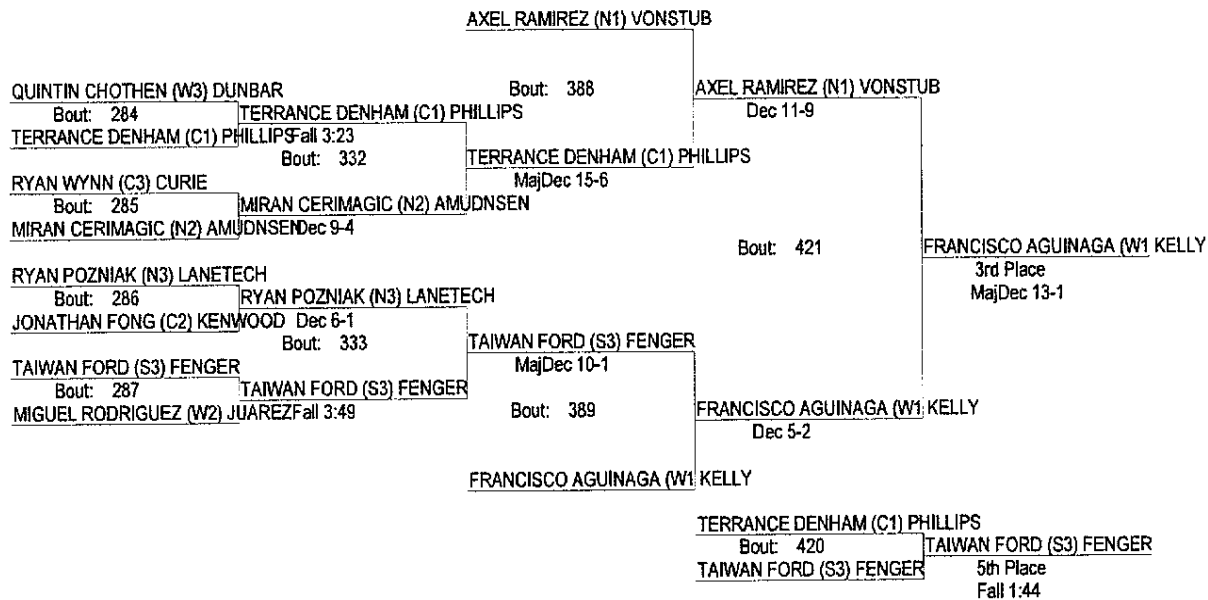 AXEL RAMIREZ (N1) VONSTUB
QUINTIN CHOTHEN (W3) DUNBAR
Bout: 388
AXEL RAMIREZ (N1) VONSTUB
Bout: 284
TERRANCE DENHAM (C1) PHILLIPS
Dec 11-9
TERRANCE DENHAM (C1) PHILLIPS
Fall 3:23
Bout: 332
TERRANCE DENHAM (C1) PHILLIPS
RYAN WYNN (C3) CURIE
MajDec 15-6
Bout: 285
MIRAN CERIMAGIC (N2) AMUDNSEN
MIRAN CERIMAGIC (N2) AMUDNSEN
Dec 9-4
Bout: 421
FRANCISCO AGUINAGA (W1 KELLY
RYAN POZNIAK (N3) LANETECH
3rd Place
Bout: 286
RYAN POZNIAK (N3) LANETECH
MajDec 13-1
JONATHAN FONG (C2) KENWOOD
Dec 6-1
Bout: 333
TAIWAN FORD (S3) FENGER
TAIWAN FORD (S3) FENGER
MajDec 10-1
Bout: 287
TAIWAN FORD (S3) FENGER
MIGUEL RODRIGUEZ (W2) JUAREZ
Fall 3:49
Bout: 389
FRANCISCO AGUINAGA (W1 KELLY
Dec 5-2
FRANCISCO AGUINAGA (W1 KELLY
TERRANCE DENHAM (C1) PHILLIPS
Bout: 420
TAIWAN FORD (S3) FENGER
TAIWAN FORD (S3) FENGER
5th Place
Fall 1:44